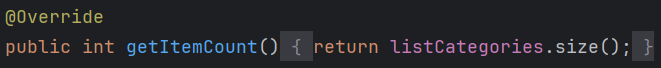 @Override
public int getItemCount() { return listCategories.size(); }